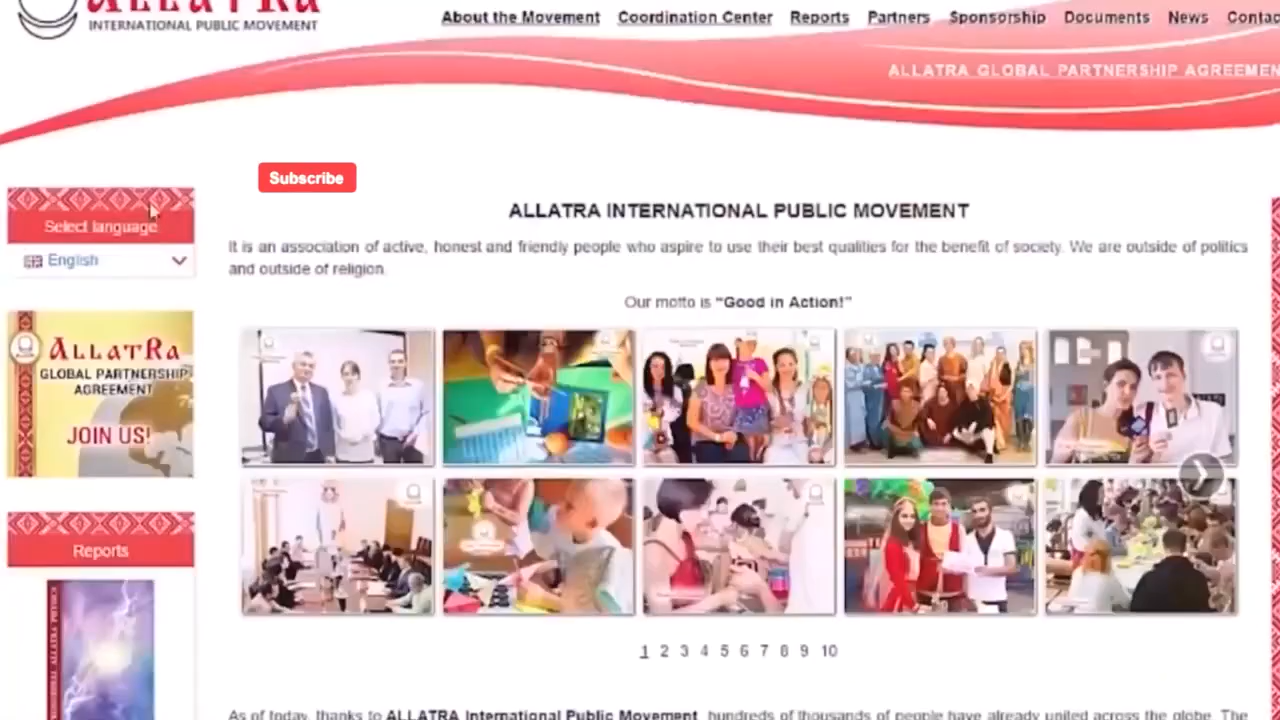 ALLATRA
INTERNATIONAL PUBLIC MOVEMENT
About the Movement Coordination Center Reports Partners Sponsorship Documents News Contac
ALLATRA GLOBAL PARTNERSHIP AGREEMEN
Subscribe
Select language
English
ALLATRA INTERNATIONAL PUBLIC MOVEMENT
It is an association of active, honest and friendly people who aspire to use their best qualities for the benefit of society. We are outside of politics
and outside of religion.
Our motto is “Good in Action!”
ALLATRA
GLOBAL PARTNERSHIP
AGREEMENT
JOIN US!
Reports
1 2 3 4 5 6 7 8 9 10
As of today, thanks to ALLATRA International Public Movement, hundreds of thousands of people have already united across the globe. The